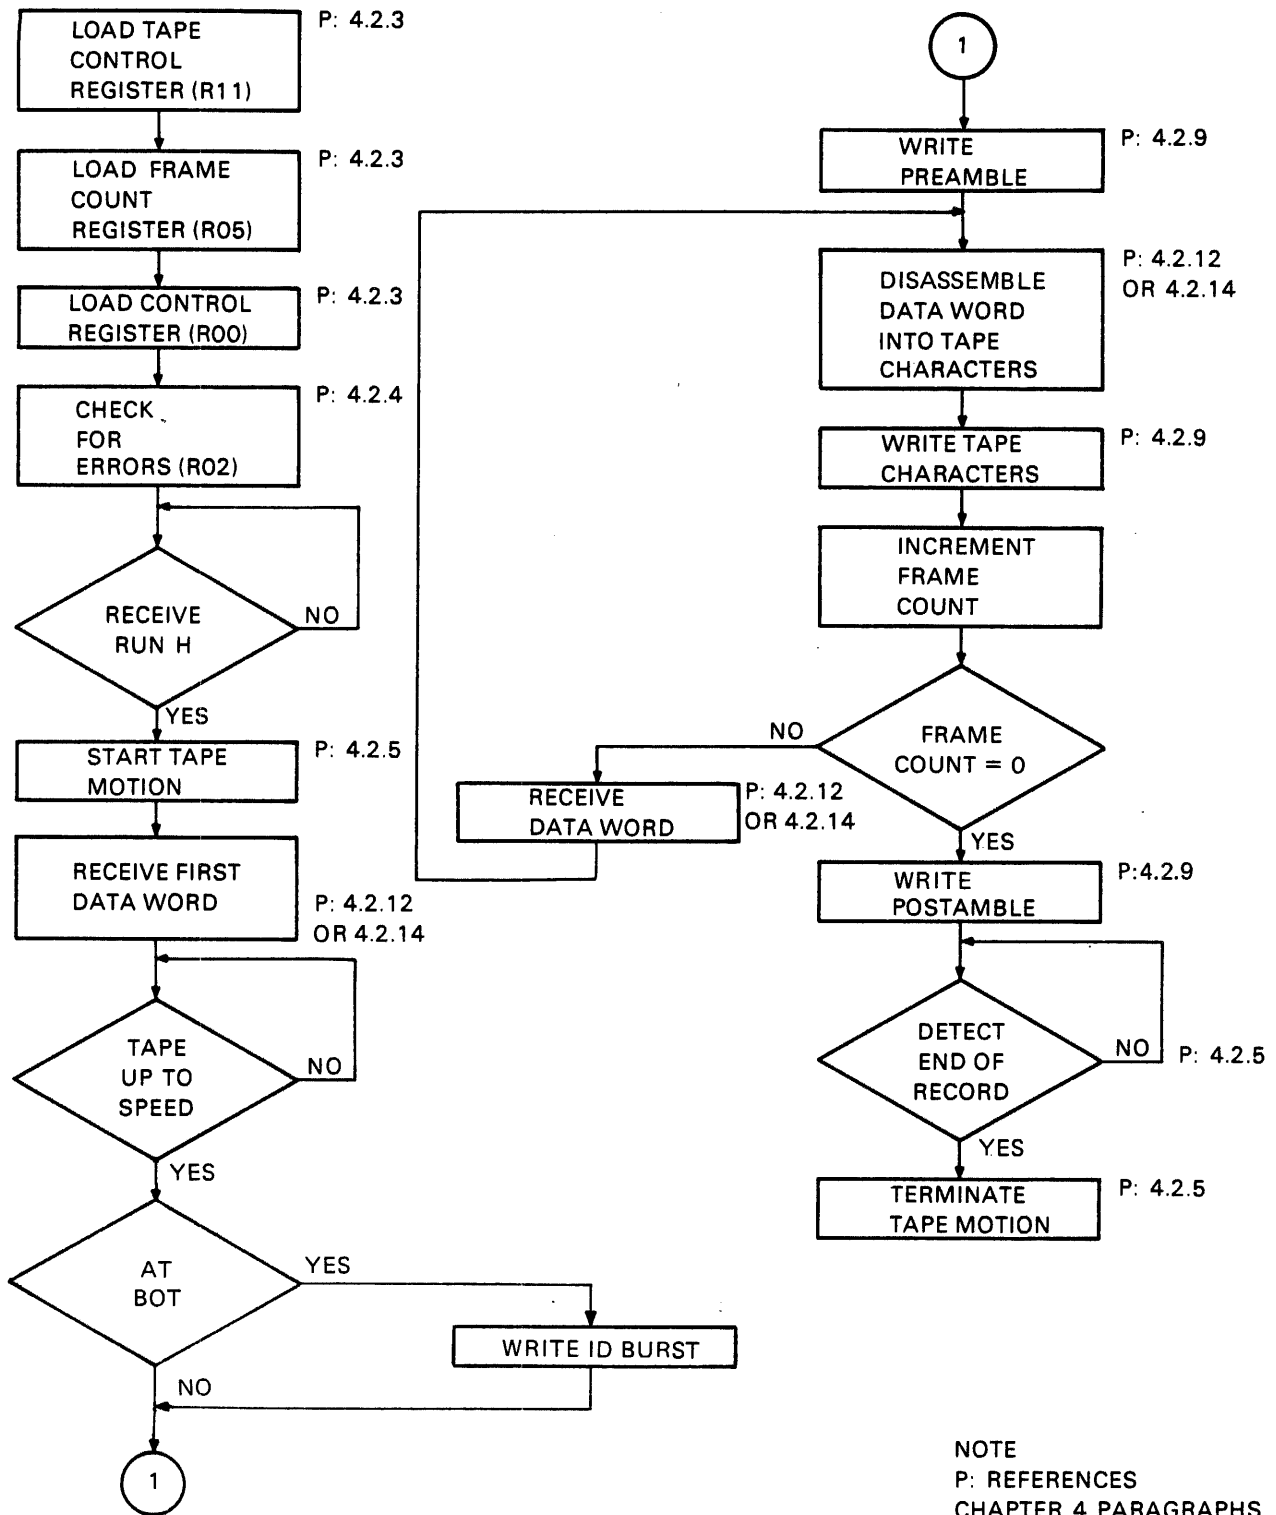 LOAD TAPE
CONTROL
REGISTER (R11)
P: 4.2.3
LOAD FRAME
COUNT
REGISTER (R05)
P: 4.2.3
LOAD CONTROL
REGISTER (R00)
P: 4.2.3
CHECK
FOR
ERRORS (R02)
P: 4.2.4
RECEIVE
RUN H
NO
YES
START TAPE
MOTION
P: 4.2.5
RECEIVE FIRST
DATA WORD
P: 4.2.12
OR 4.2.14
TAPE
UP TO
SPEED
NO
YES
AT
BOT
YES
WRITE ID BURST
NO
1
1
WRITE
PREAMBLE
P: 4.2.9
DISASSEMBLE
DATA WORD
INTO TAPE
CHARACTERS
P: 4.2.12
OR 4.2.14
WRITE TAPE
CHARACTERS
P: 4.2.9
INCREMENT
FRAME
COUNT
FRAME
COUNT = 0
NO
RECEIVE
DATA WORD
P: 4.2.12
OR 4.2.14
YES
WRITE
POSTAMBLE
P:4.2.9
DETECT
END OF
RECORD
NO
P: 4.2.5
YES
TERMINATE
TAPE MOTION
P: 4.2.5
NOTE
P: REFERENCES
CHAPTER 4 PARAGRAPHS